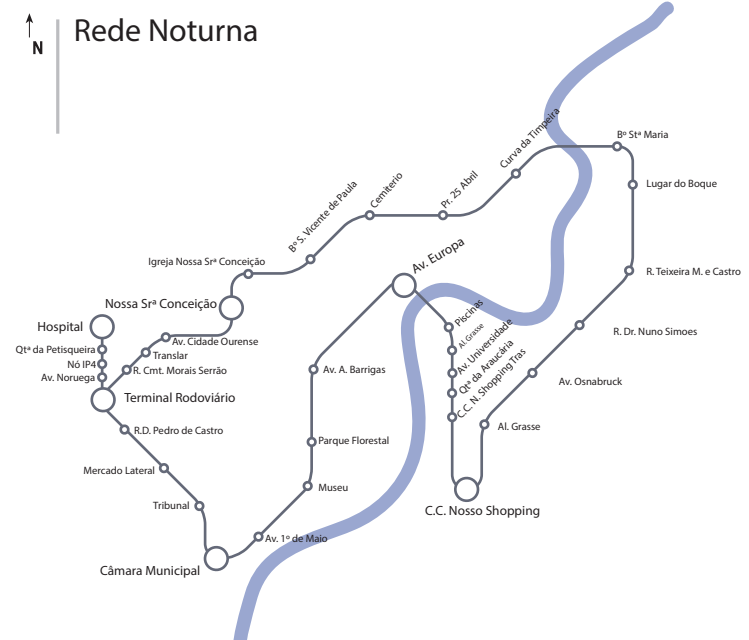 N
Rede Noturna
Curva da Timpeira
Bº Stª Maria
Lugar do Boque
Pr. 25 Abril
Cemiterio
Bº S. Vicente de Paula
Igreja Nossa Srª Conceição
Av. Europa
R. Teixeira M. e Castro
Nossa Srª Conceição
Hospital
Piscinas
R. Dr. Nuno Simoes
Al. Grasse
Av. Cidade Ourense
Qtª da Petisqueira
Translar
Av. Universidade
Nó IP4
R. Cmt. Morais Serrão
Av. A. Barrigas
Av. Noruega
Qtª da Araucária
Av. Osnabruck
Terminal Rodoviário
C.C. N. Shopping Tras
R.D. Pedro de Castro
Al. Grasse
Parque Florestal
Mercado Lateral
Museu
Tribunal
C.C. Nosso Shopping
Av. 1º de Maio
Câmara Municipal